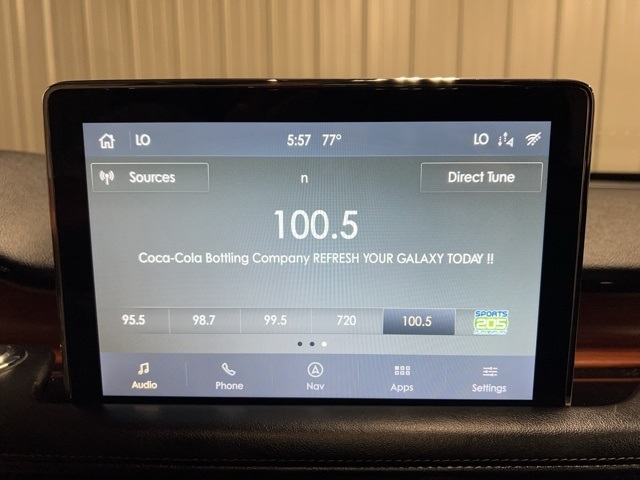 LO 5:57 77° LO
Sources n Direct Tune
100.5
Coca-Cola Bottling Company REFRESH YOUR GALAXY TODAY !!
95.5 98.7 99.5 720 100.5 SPORTS
205
Audio Phone Nav Apps Settings